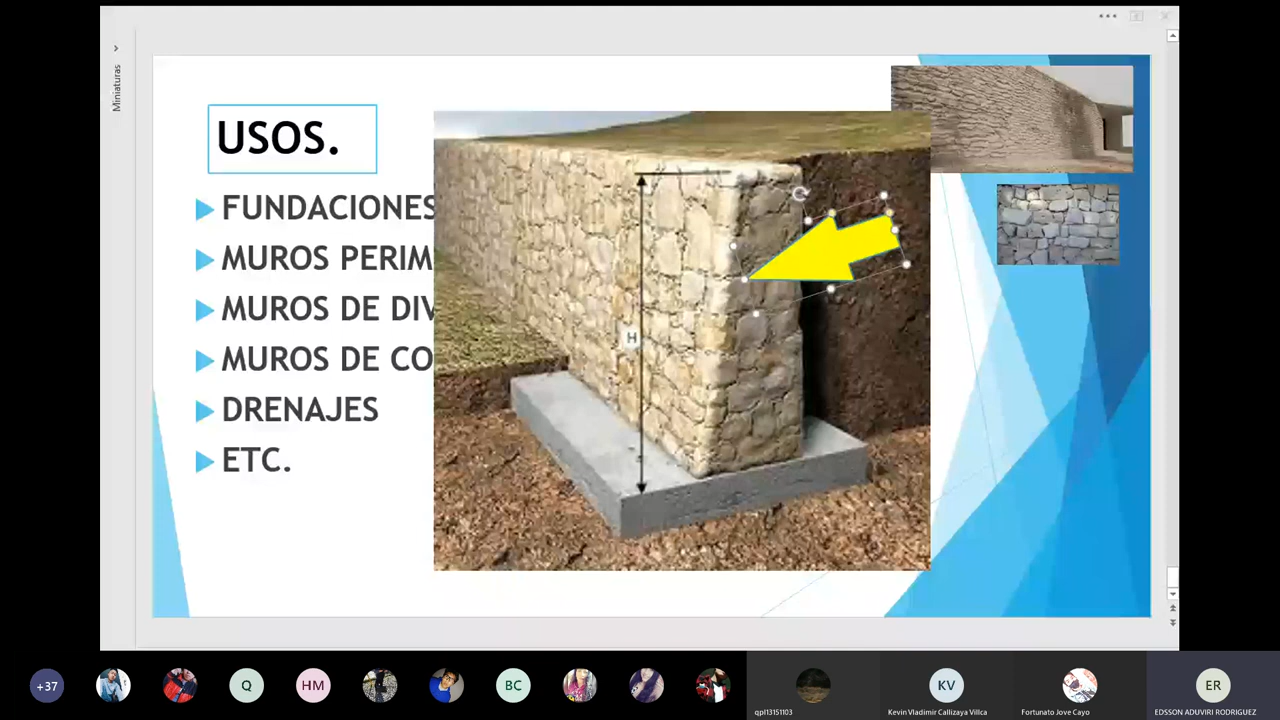 Miniaturas
USOS.
FUNDACIONES
MUROS PERIM
MUROS DE DIV
MUROS DE CO
DRENAJES
ETC.
H
+37
Q
HM
BC
qpl13151103
KV
Kevin Vladimir Callizaya Villca
Fortunato Jove Cayo
ER
EDSSON ADUVIRI RODRIGUEZ